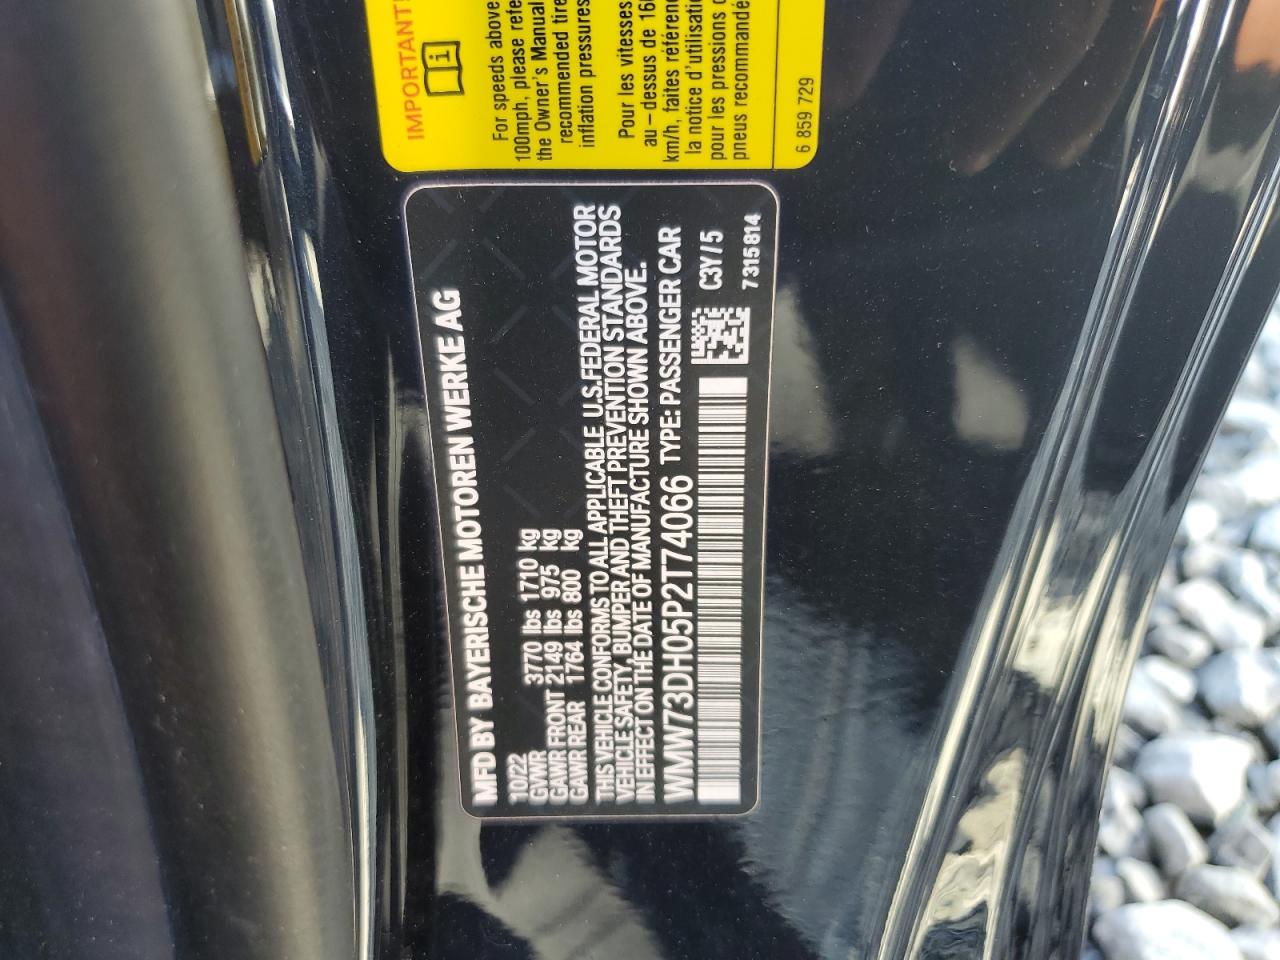 IMPORTANT!
For speeds above
100mph, please refe
the Owner's Manual
recommended tire
inflation pressures
Pour les vitesses
au - dessus de 16
km/h, faites référen
la notice d'utilisatio
pour les pressions
pneus recommandé
6 859 729
MFD BY BAYERISCHE MOTOREN WERKE AG
10/22
GVWR 3770 lbs 1710 kg
GAWR FRONT 2149 lbs 975 kg
GAWR REAR 1764 lbs 800 kg
THIS VEHICLE CONFORMS TO ALL APPLICABLE U.S.FEDERAL MOTOR
VEHICLE SAFETY, BUMPER AND THEFT PREVENTION STANDARDS
IN EFFECT ON THE DATE OF MANUFACTURE SHOWN ABOVE.
WMW73DH05P2T74066 TYPE: PASSENGER CAR
C3Y / 5
7 315 814